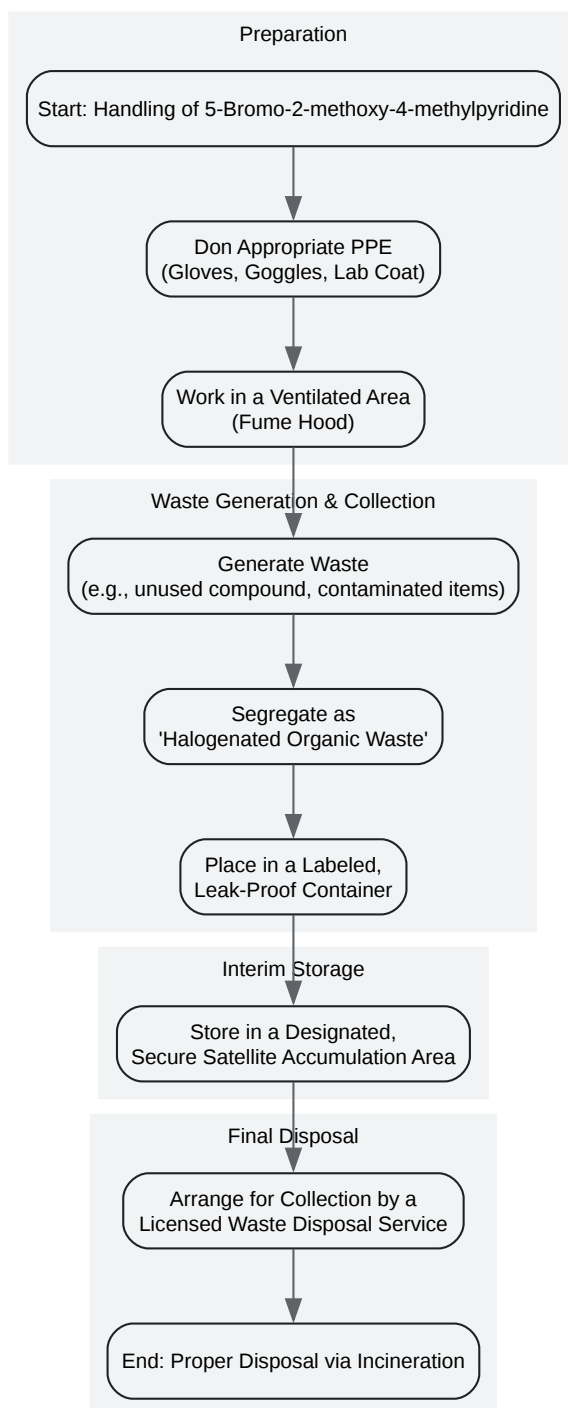 Preparation
Start: Handling of 5-Bromo-2-methoxy-4-methylpyridine
Don Appropriate PPE
(Gloves, Goggles, Lab Coat)
Work in a Ventilated Area
(Fume Hood)
Waste Generation & Collection
Generate Waste
(e.g., unused compound, contaminated items)
Segregate as
'Halogenated Organic Waste'
Place in a Labeled,
Leak-Proof Container
Interim Storage
Store in a Designated,
Secure Satellite Accumulation Area
Final Disposal
Arrange for Collection by a
Licensed Waste Disposal Service
End: Proper Disposal via Incineration